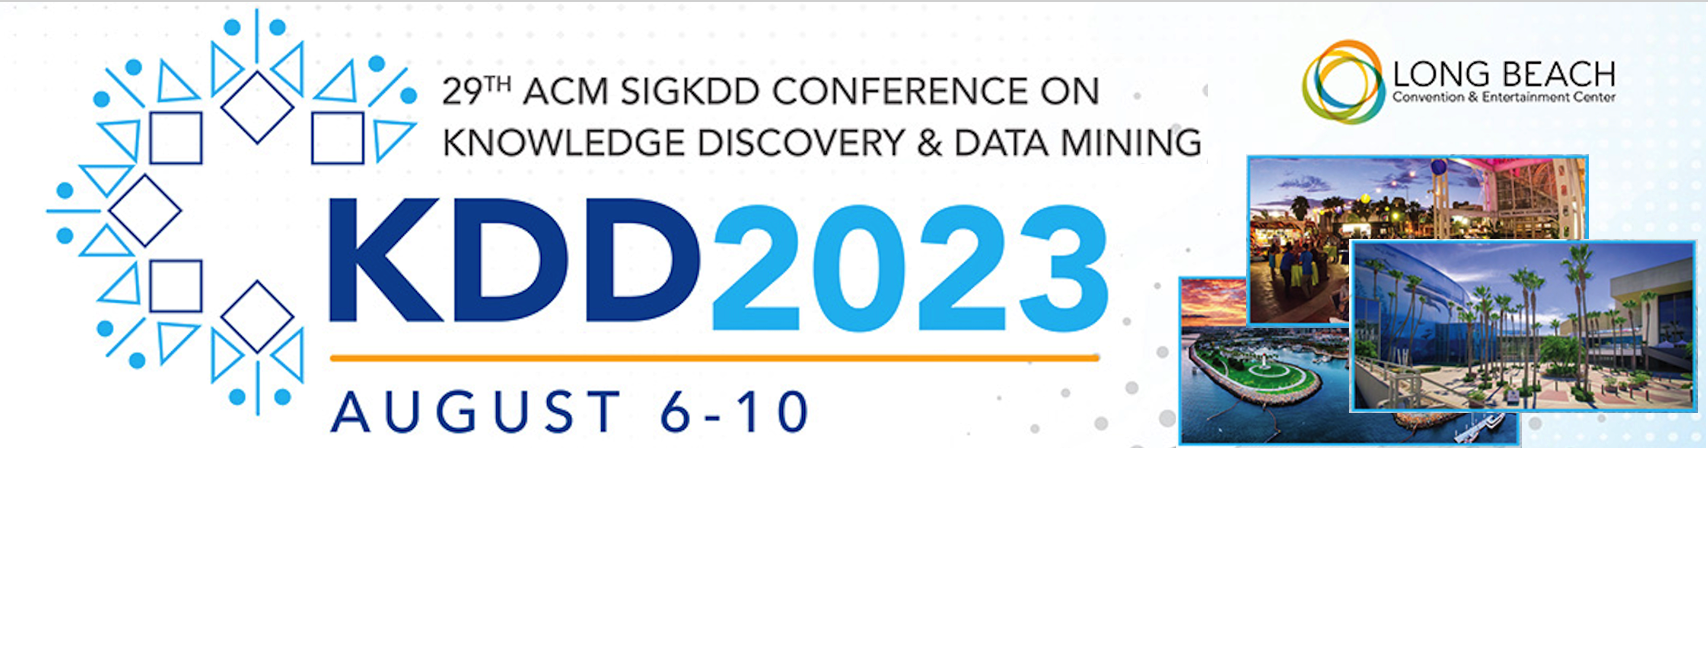 29TH ACM SIGKDD CONFERENCE ON
KNOWLEDGE DISCOVERY & DATA MINING
KDD2023
AUGUST 6-10
LONG BEACH
Convention & Entertainment Center